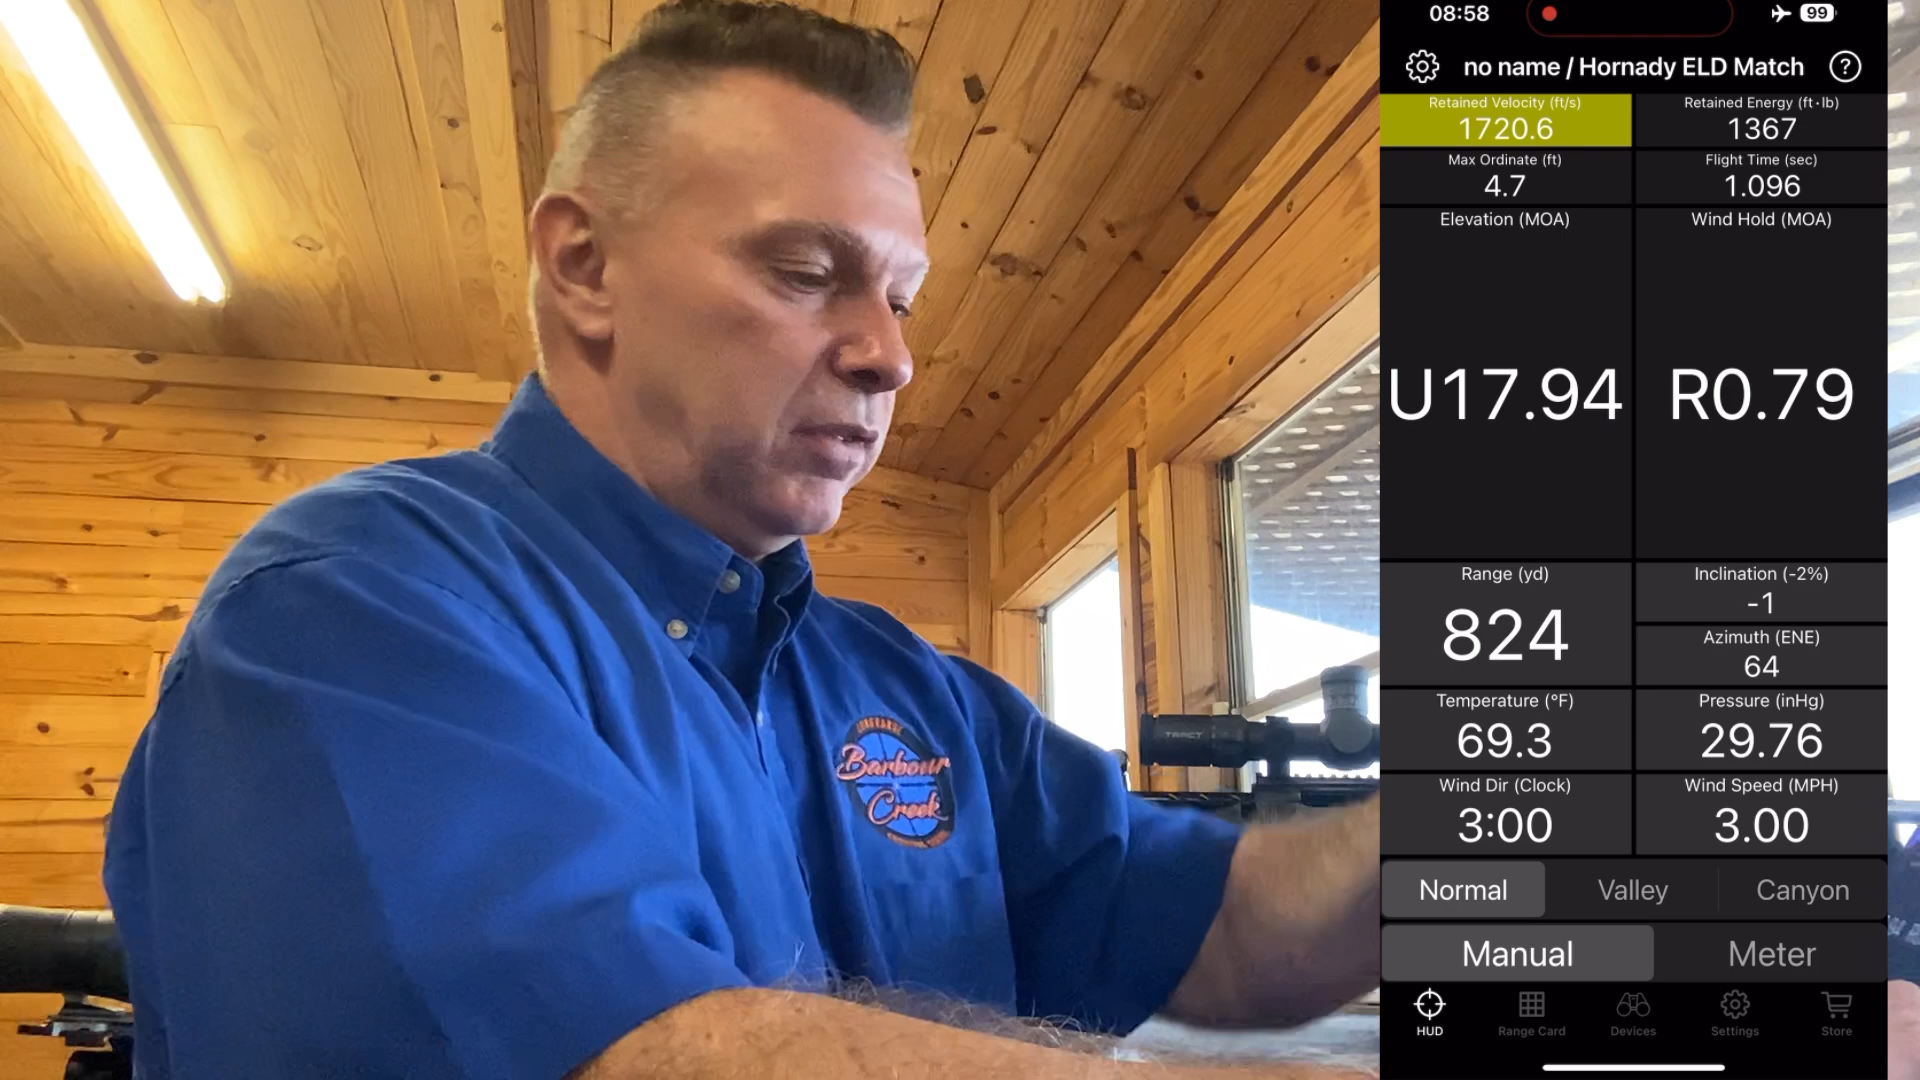 08:58
99
no name / Hornady ELD Match
?
Retained Velocity (ft/s)
1720.6
Retained Energy (ft·lb)
1367
Max Ordinate (ft)
4.7
Flight Time (sec)
1.096
Elevation (MOA)
U17.94
Wind Hold (MOA)
R0.79
Range (yd)
824
Inclination (-2%)
-1
Azimuth (ENE)
64
Temperature (°F)
69.3
Pressure (inHg)
29.76
Wind Dir (Clock)
3:00
Wind Speed (MPH)
3.00
Normal
Valley
Canyon
Manual
Meter
HUD
Range Card
Devices
Settings
Store
Barbour
Creek
TRACT